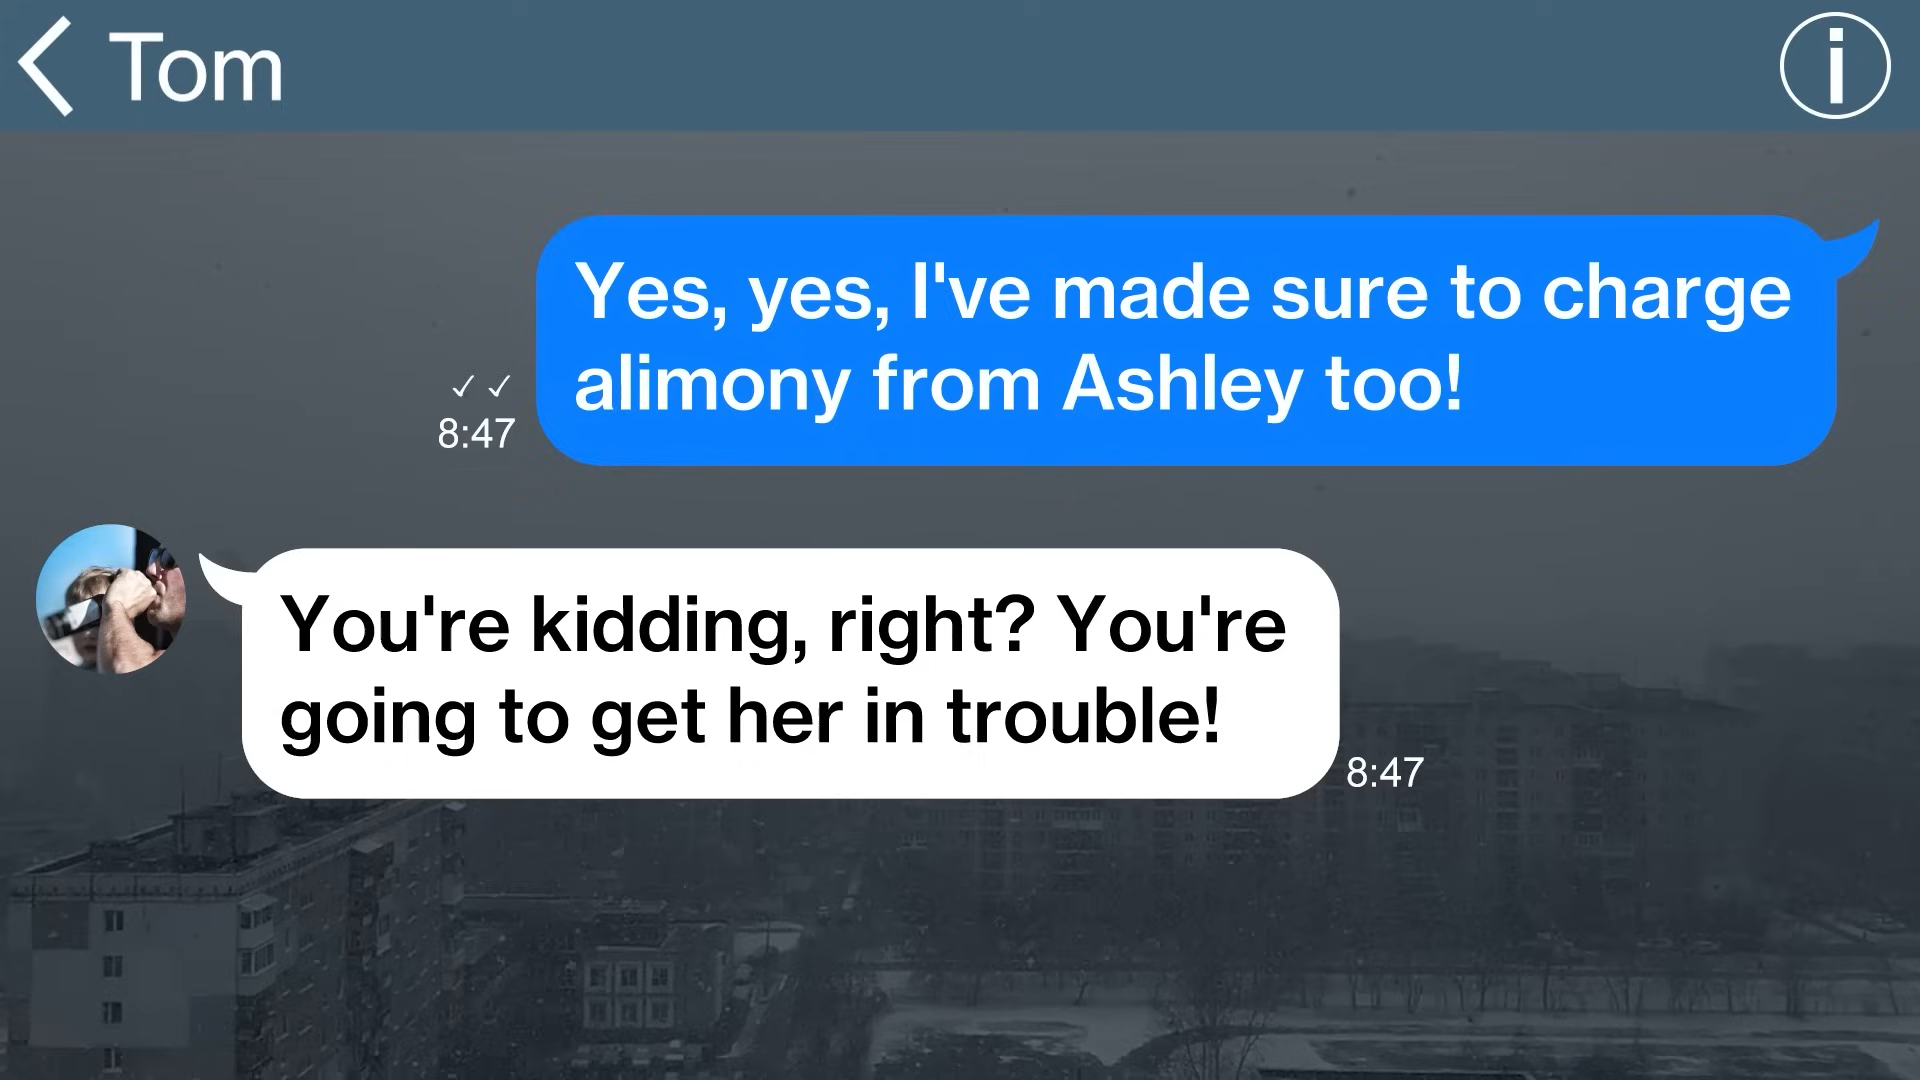 Tom
i
Yes, yes, I've made sure to charge
alimony from Ashley too!
✓ ✓
8:47
You're kidding, right? You're
going to get her in trouble!
8:47